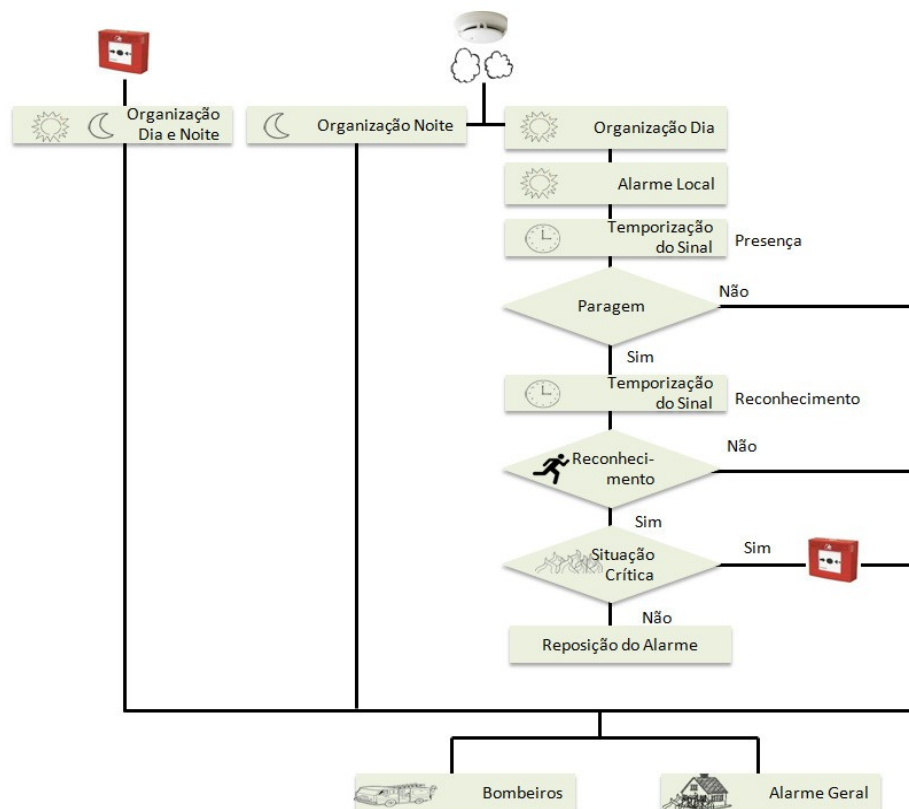 Organização
Dia e Noite
Organização Noite
Organização Dia
Alarme Local
Temporização
do Sinal
Presença
Paragem
Não
Sim
Temporização
do Sinal
Reconhecimento
Reconheci-
mento
Não
Sim
Situação
Crítica
Sim
Não
Reposição do Alarme
Bombeiros
Alarme Geral